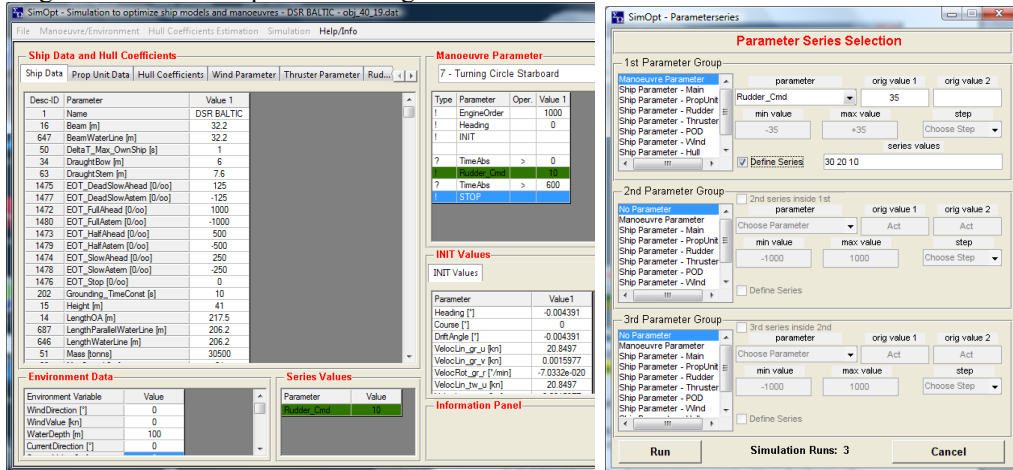 SimOpt - Simulation to optimize ship models and manoeuvres - DSR BALTIC - obj_40_19.dat
File Manoeuvre/Environment Hull Coefficients Estimation Simulation Help/Info
Ship Data and Hull Coefficients
Ship Data Prop Unit Data Hull Coefficients Wind Parameter Thruster Parameter Rud...
Desc-ID Parameter Value 1
1 Name DSR BALTIC
16 Beam [m] 32.2
647 BeamWaterLine [m] 32.2
50 DeltaT_Max_OwnShip [s] 1
34 DraughtBow [m] 6
63 DraughtStern [m] 7.6
1475 EOT_DeadSlowAhead [0/oo] 125
1477 EOT_DeadSlowAstern [0/oo] -125
1472 EOT_FullAhead [0/oo] 1000
1480 EOT_FullAstern [0/oo] -1000
1473 EOT_HalfAhead [0/oo] 500
1479 EOT_HalfAstern [0/oo] -500
1474 EOT_SlowAhead [0/oo] 250
1478 EOT_SlowAstern [0/oo] -250
1476 EOT_Stop [0/oo] 0
202 Grounding_TimeConst [s] 10
15 Height [m] 41
14 LengthOA [m] 217.5
687 LengthParallelWaterLine [m] 206.2
646 LengthWaterLine [m] 206.2
51 Mass [tonns] 30500
Environment Data
Environment Variable Value
WindDirection [°] 0
WindValue [kn] 0
WaterDepth [m] 100
CurrentDirection [°] 0
Series Values
Parameter Value
Rudder_Cmd 10
Manoeuvre Parameter
7 - Turning Circle Starboard
Type Parameter Oper. Value 1
! EngineOrder 1000
! Heading 0
! INIT
? TimeAbs > 0
! Rudder_Cmd 10
? TimeAbs > 600
! STOP
INIT Values
INIT Values
Parameter Value1
Heading [°] -0.004391
Course [°] 0
DriftAngle [°] -0.004391
VelocLin_gr_u [kn] 20.8497
VelocLin_gr_v [kn] 0.0015977
VelocRot_gr_r [°/min] -7.0332e-020
VelocLin_tw_u [kn] 20.8497
Information Panel
SimOpt - Parameterseries
Parameter Series Selection
1st Parameter Group
Manoeuvre Parameter
Ship Parameter - Main
Ship Parameter - PropUnit
Ship Parameter - Rudder
Ship Parameter - Thruster
Ship Parameter - POD
Ship Parameter - Wind
Ship Parameter - Hull
parameter orig value 1 orig value 2
Rudder_Cmd 35
min value max value step
-35 +35 Choose Step
series values
Define Series 30 20 10
2nd Parameter Group
No Parameter
Manoeuvre Parameter
Ship Parameter - Main
Ship Parameter - PropUnit
Ship Parameter - Rudder
Ship Parameter - Thruster
Ship Parameter - POD
Ship Parameter - Wind
2nd series inside 1st
parameter orig value 1 orig value 2
Choose Parameter Act Act
min value max value step
-1000 1000 Choose Step
Define Series
3rd Parameter Group
No Parameter
Manoeuvre Parameter
Ship Parameter - Main
Ship Parameter - PropUnit
Ship Parameter - Rudder
Ship Parameter - Thruster
Ship Parameter - POD
Ship Parameter - Wind
3rd series inside 2nd
parameter orig value 1 orig value 2
Choose Parameter Act Act
min value max value step
-1000 1000 Choose Step
Define Series
Run Simulation Runs: 3 Cancel